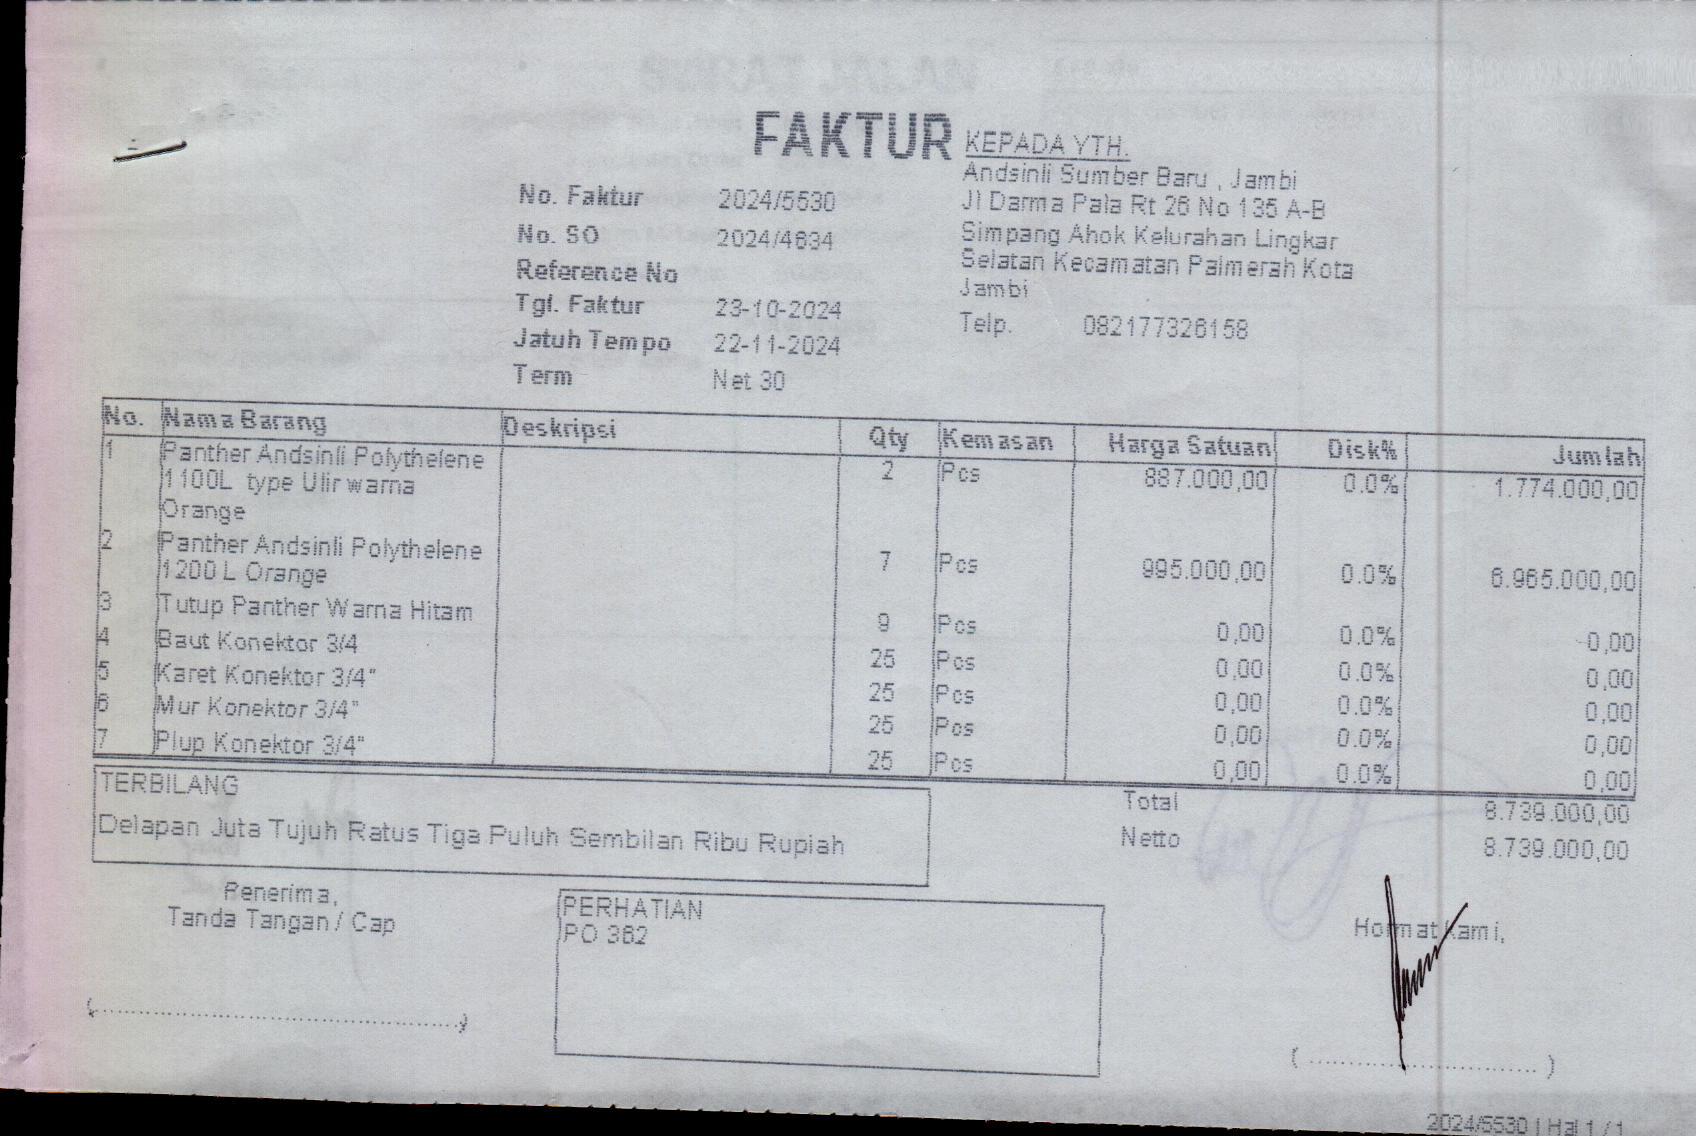 FAKTUR
KEPADA YTH.
Andsinli Sumber Baru , Jambi
Jl Darma Pala Rt 26 No 135 A-B
Simpang Ahok Kelurahan Lingkar
Selatan Kecamatan Palmerah Kota
Jambi
Telp. 082177326158
No. Faktur 2024/5530
No. SO 2024/4634
Reference No
Tgl. Faktur 23-10-2024
Jatuh Tempo 22-11-2024
Term Net 30
No. Nama Barang Deskripsi Qty Kemasan Harga Satuan Disk% Jumlah
1 Panther Andsinli Polythelene 2 Pcs 887.000,00 0.0% 1.774.000,00
1100L type Ulir warna
Orange
2 Panther Andsinli Polythelene 7 Pcs 995.000,00 0.0% 6.965.000,00
1200 L Orange
3 Tutup Panther Warna Hitam 9 Pcs 0,00 0.0% 0,00
4 Baut Konektor 3/4 25 Pcs 0,00 0.0% 0,00
5 Karet Konektor 3/4" 25 Pcs 0,00 0.0% 0,00
6 Mur Konektor 3/4" 25 Pcs 0,00 0.0% 0,00
7 Plup Konektor 3/4" 25 Pcs 0,00 0.0% 0,00
TERBILANG
Delapan Juta Tujuh Ratus Tiga Puluh Sembilan Ribu Rupiah
Total 8.739.000,00
Netto 8.739.000,00
Penerima,
Tanda Tangan / Cap
PERHATIAN
PO 362
Hormat Kami,
2024/5530 | Hal 1 / 1